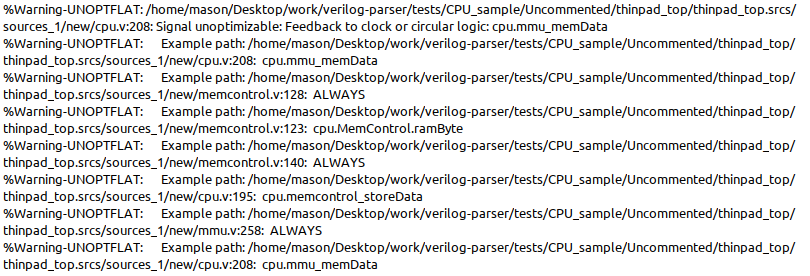 %Warning-UNOPTFLAT: /home/mason/Desktop/work/verilog-parser/tests/CPU_sample/Uncommented/thinpad_top/thinpad_top.srcs/
sources_1/new/cpu.v:208: Signal unoptimizable: Feedback to clock or circular logic: cpu.mmu_memData
%Warning-UNOPTFLAT:      Example path: /home/mason/Desktop/work/verilog-parser/tests/CPU_sample/Uncommented/thinpad_top/
thinpad_top.srcs/sources_1/new/cpu.v:208:  cpu.mmu_memData
%Warning-UNOPTFLAT:      Example path: /home/mason/Desktop/work/verilog-parser/tests/CPU_sample/Uncommented/thinpad_top/
thinpad_top.srcs/sources_1/new/memcontrol.v:128:  ALWAYS
%Warning-UNOPTFLAT:      Example path: /home/mason/Desktop/work/verilog-parser/tests/CPU_sample/Uncommented/thinpad_top/
thinpad_top.srcs/sources_1/new/memcontrol.v:123:  cpu.MemControl.ramByte
%Warning-UNOPTFLAT:      Example path: /home/mason/Desktop/work/verilog-parser/tests/CPU_sample/Uncommented/thinpad_top/
thinpad_top.srcs/sources_1/new/memcontrol.v:140:  ALWAYS
%Warning-UNOPTFLAT:      Example path: /home/mason/Desktop/work/verilog-parser/tests/CPU_sample/Uncommented/thinpad_top/
thinpad_top.srcs/sources_1/new/cpu.v:195:  cpu.memcontrol_storeData
%Warning-UNOPTFLAT:      Example path: /home/mason/Desktop/work/verilog-parser/tests/CPU_sample/Uncommented/thinpad_top/
thinpad_top.srcs/sources_1/new/mmu.v:258:  ALWAYS
%Warning-UNOPTFLAT:      Example path: /home/mason/Desktop/work/verilog-parser/tests/CPU_sample/Uncommented/thinpad_top/
thinpad_top.srcs/sources_1/new/cpu.v:208:  cpu.mmu_memData